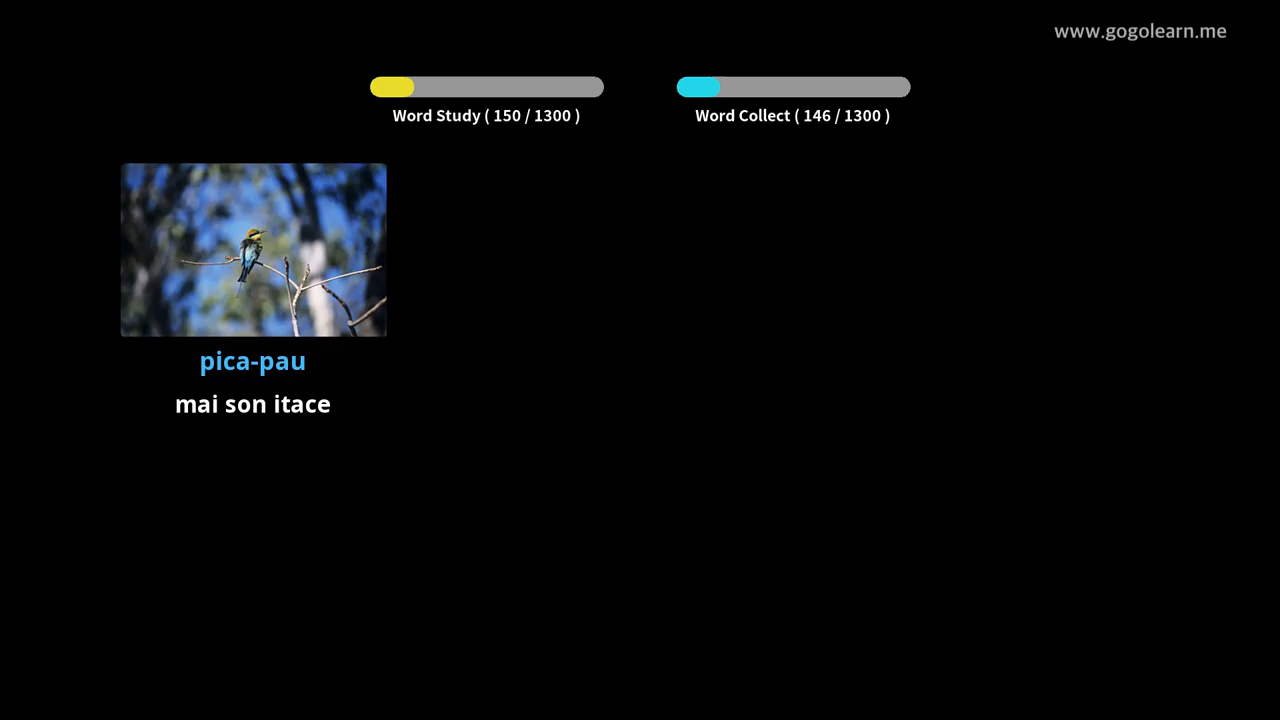 www.gogolearn.me
Word Study ( 150 / 1300 )
Word Collect ( 146 / 1300 )
pica-pau
mai son itace